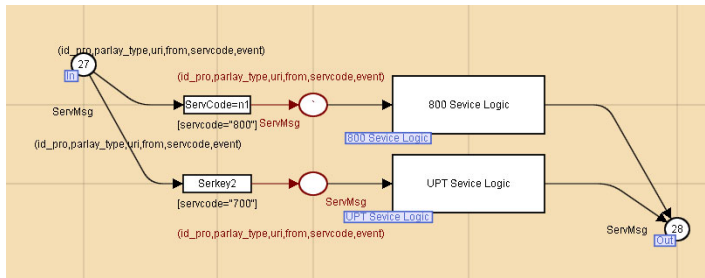 (id_pro,parlay_type,uri,from,servcode,event)
27
In
(id_pro,parlay_type,uri,from,servcode,event)
ServMsg
ServCode=n1
ServMsg
`
800 Sevice Logic
[servcode="800"]
800 Sevice Logic
(id_pro,parlay_type,uri,from,servcode,event)
Serkey2
UPT Sevice Logic
[servcode="700"]
ServMsg
UPT Sevice Logic
(id_pro,parlay_type,uri,from,servcode,event)
ServMsg
28
Out